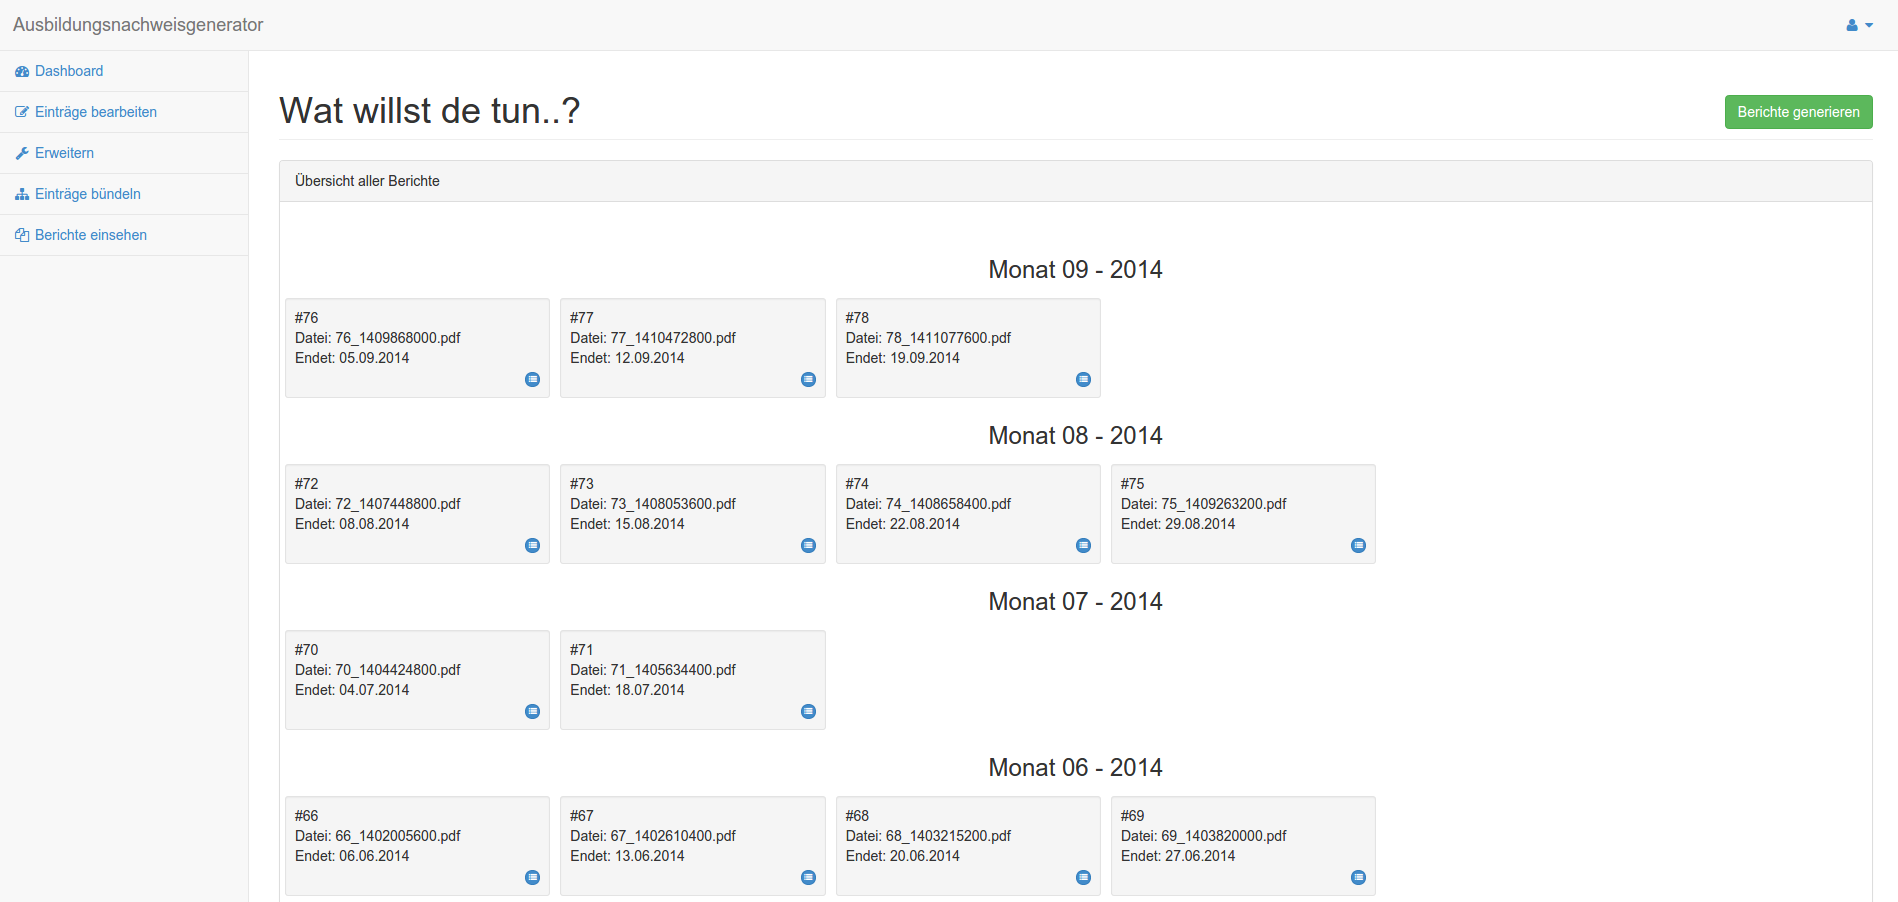 Ausbildungsnachweisgenerator
Dashboard
Einträge bearbeiten
Erweitern
Einträge bündeln
Berichte einsehen
Wat willst de tun..?
Berichte generieren
Übersicht aller Berichte
Monat 09 - 2014
#76
Datei: 76_1409868000.pdf
Endet: 05.09.2014
#77
Datei: 77_1410472800.pdf
Endet: 12.09.2014
#78
Datei: 78_1411077600.pdf
Endet: 19.09.2014
Monat 08 - 2014
#72
Datei: 72_1407448800.pdf
Endet: 08.08.2014
#73
Datei: 73_1408053600.pdf
Endet: 15.08.2014
#74
Datei: 74_1408658400.pdf
Endet: 22.08.2014
#75
Datei: 75_1409263200.pdf
Endet: 29.08.2014
Monat 07 - 2014
#70
Datei: 70_1404424800.pdf
Endet: 04.07.2014
#71
Datei: 71_1405634400.pdf
Endet: 18.07.2014
Monat 06 - 2014
#66
Datei: 66_1402005600.pdf
Endet: 06.06.2014
#67
Datei: 67_1402610400.pdf
Endet: 13.06.2014
#68
Datei: 68_1403215200.pdf
Endet: 20.06.2014
#69
Datei: 69_1403820000.pdf
Endet: 27.06.2014